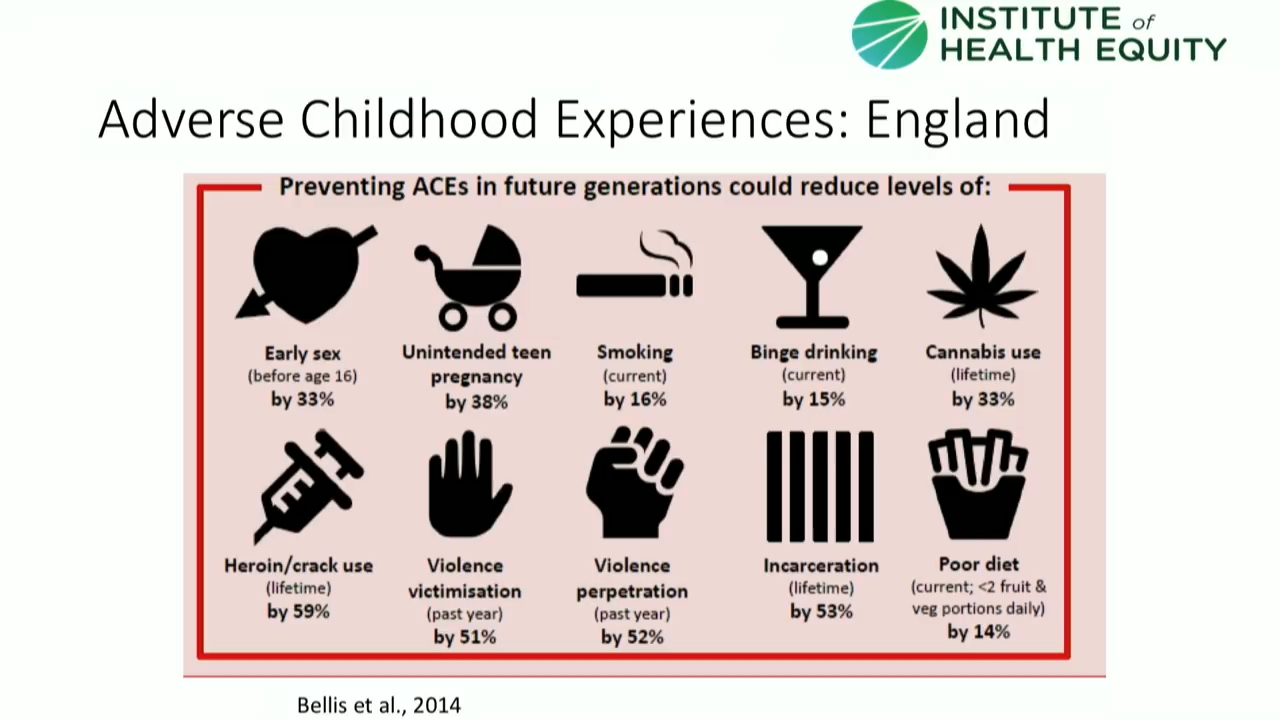 INSTITUTE of
HEALTH EQUITY
Adverse Childhood Experiences: England
Preventing ACEs in future generations could reduce levels of:
Early sex
(before age 16)
by 33%
Unintended teen
pregnancy
by 38%
Smoking
(current)
by 16%
Binge drinking
(current)
by 15%
Cannabis use
(lifetime)
by 33%
Heroin/crack use
(lifetime)
by 59%
Violence
victimisation
(past year)
by 51%
Violence
perpetration
(past year)
by 52%
Incarceration
(lifetime)
by 53%
Poor diet
(current; <2 fruit &
veg portions daily)
by 14%
Bellis et al., 2014